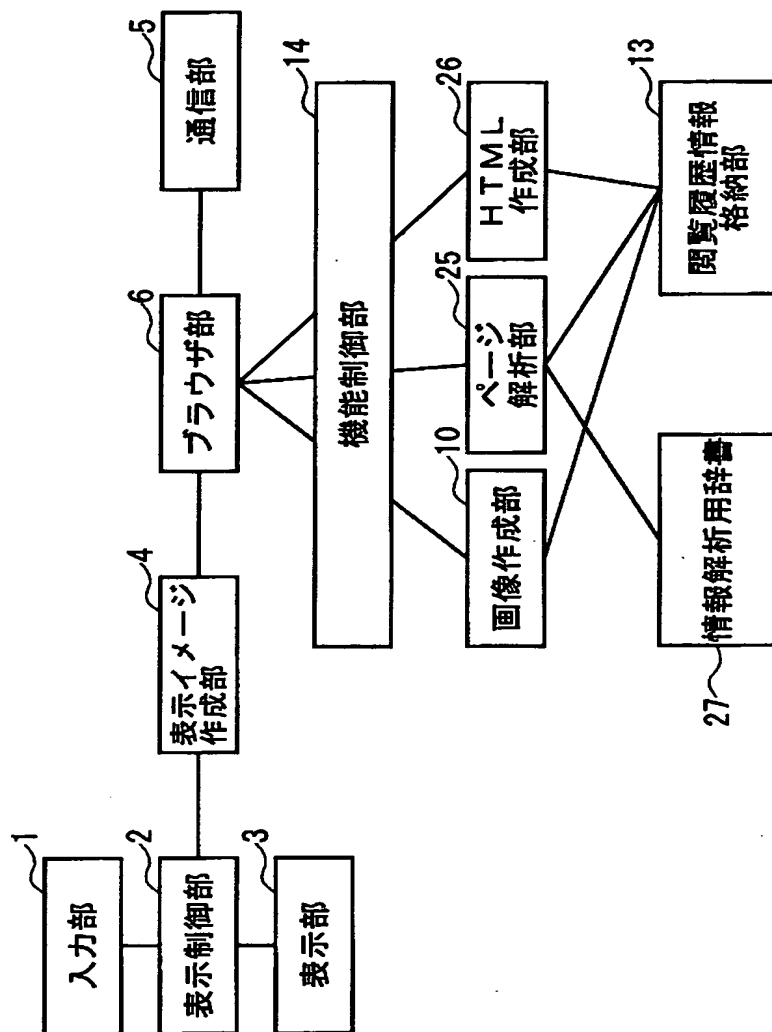 1
入力部
2
表示制御部
3
表示部
4
表示イメージ
作成部
6
ブラウザ部
5
通信部
14
機能制御部
10
画像作成部
25
ページ
解析部
26
HTML
作成部
27
情報解析用辞書
13
閲覧履歴情報
格納部